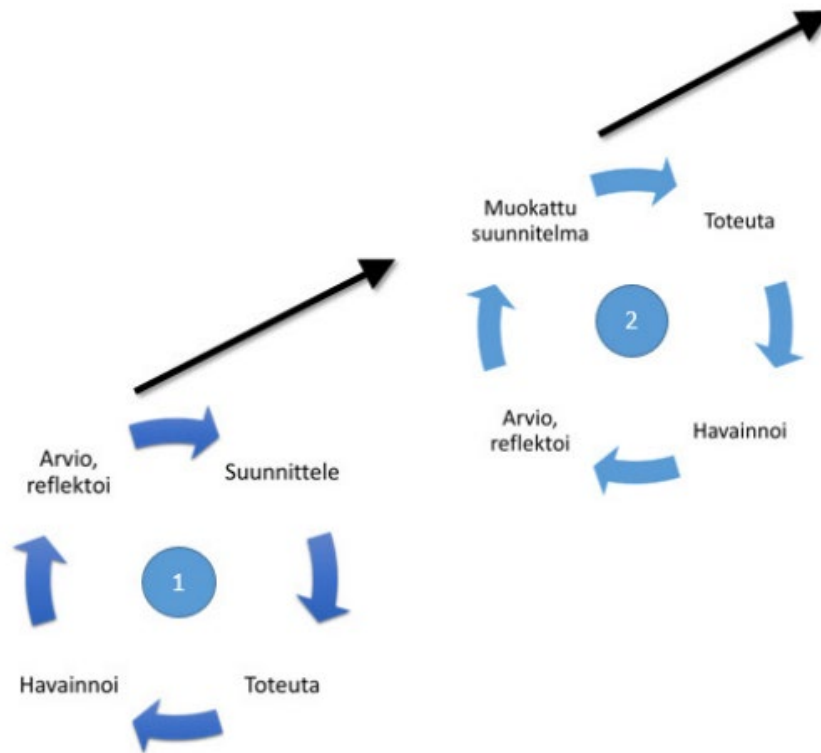 Muokattu
suunnitelma
Toteuta
2
Arvio,
reflektoi
Havainnoi
Arvio,
reflektoi
Suunnittele
1
Havainnoi
Toteuta